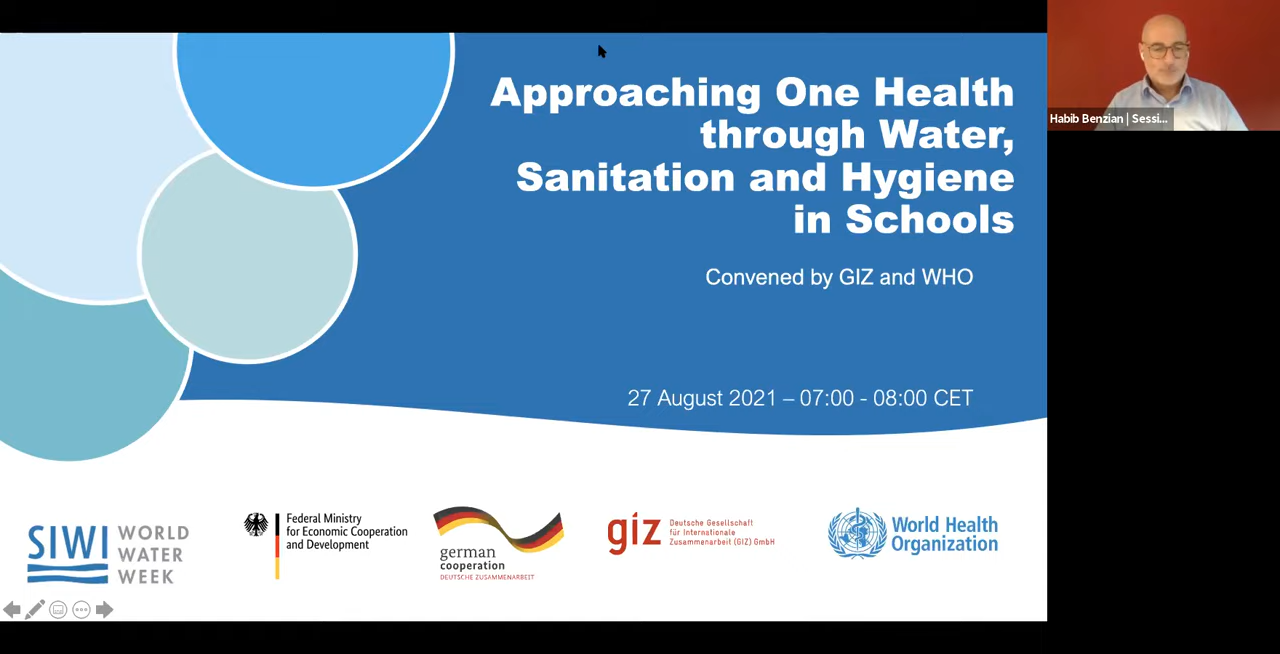 Approaching One Health
through Water,
Sanitation and Hygiene
in Schools
Convened by GIZ and WHO
27 August 2021 – 07:00 - 08:00 CET
Habib Benzian | Sessi...
SIWI
WORLD
WATER
WEEK
Federal Ministry
for Economic Cooperation
and Development
german
cooperation
DEUTSCHE ZUSAMMENARBEIT
giz
Deutsche Gesellschaft
für Internationale
Zusammenarbeit (GIZ) GmbH
World Health
Organization